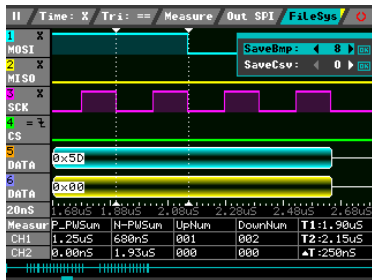 Time: X Tri: == Measure Out SPI FileSys
1 X
MOSI
SaveBmp: 8 OK
2 X
MISO
SaveCsv: 0 OK
3 X
SCK
4 =
CS
5
DATA
0x5D
6
DATA
0x00
20nS 1.68uS 1.88uS 2.08uS 2.28uS 2.48uS 2.68uS
Measur P_PWSum N-PWSum UpNum DownNum T1:1.90uS
CH1 1.25uS 680nS 001 002 T2:2.15uS
CH2 0.00nS 1.93uS 000 000 ▲T:250nS